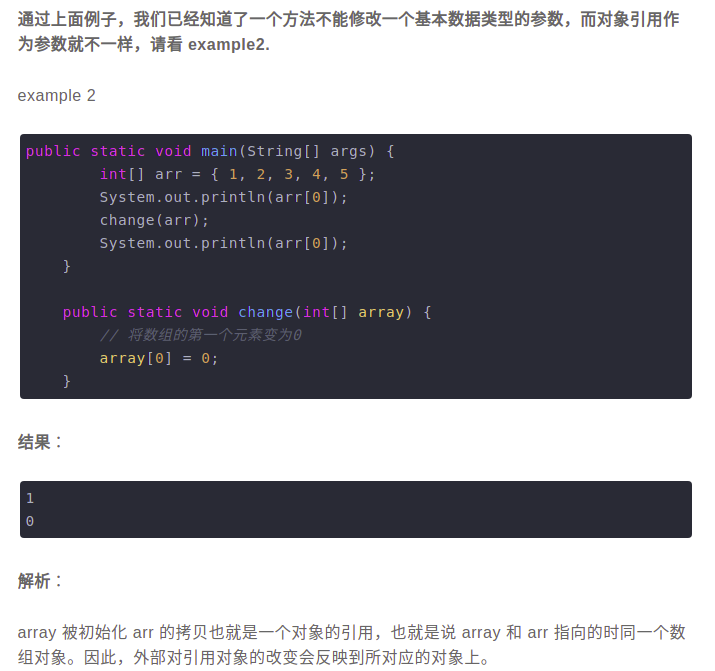 通过上面例子，我们已经知道了一个方法不能修改一个基本数据类型的参数，而对象引用作
为参数就不一样，请看 example2.
example 2
public static void main(String[] args) {
        int[] arr = { 1, 2, 3, 4, 5 };
        System.out.println(arr[0]);
        change(arr);
        System.out.println(arr[0]);
    }
    public static void change(int[] array) {
        // 将数组的第一个元素变为0
        array[0] = 0;
    }
结果：
1
0
解析：
array 被初始化 arr 的拷贝也就是一个对象的引用，也就是说 array 和 arr 指向的时同一个数
组对象。因此，外部对引用对象的改变会反映到所对应的对象上。